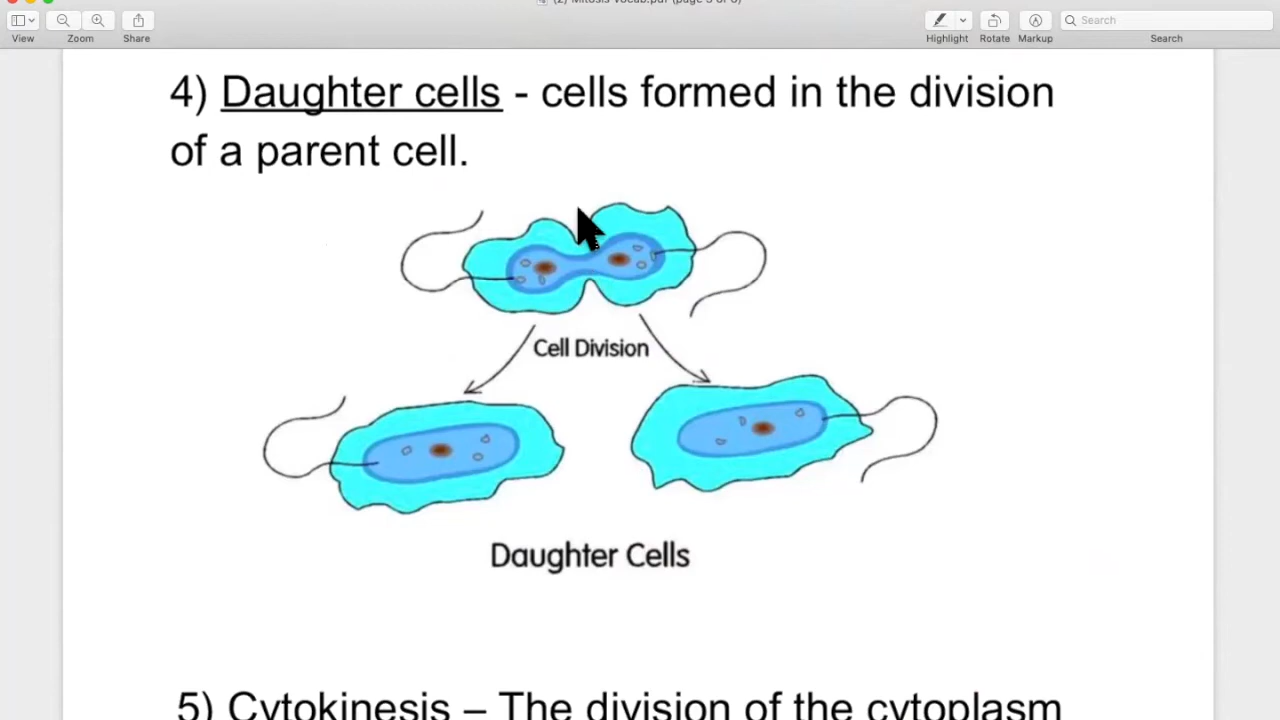 View
Zoom
Share
Highlight
Rotate
Markup
Search
Search
4) Daughter cells - cells formed in the division
of a parent cell.
Cell Division
Daughter Cells
5) Cytokinesis – The division of the cytoplasm